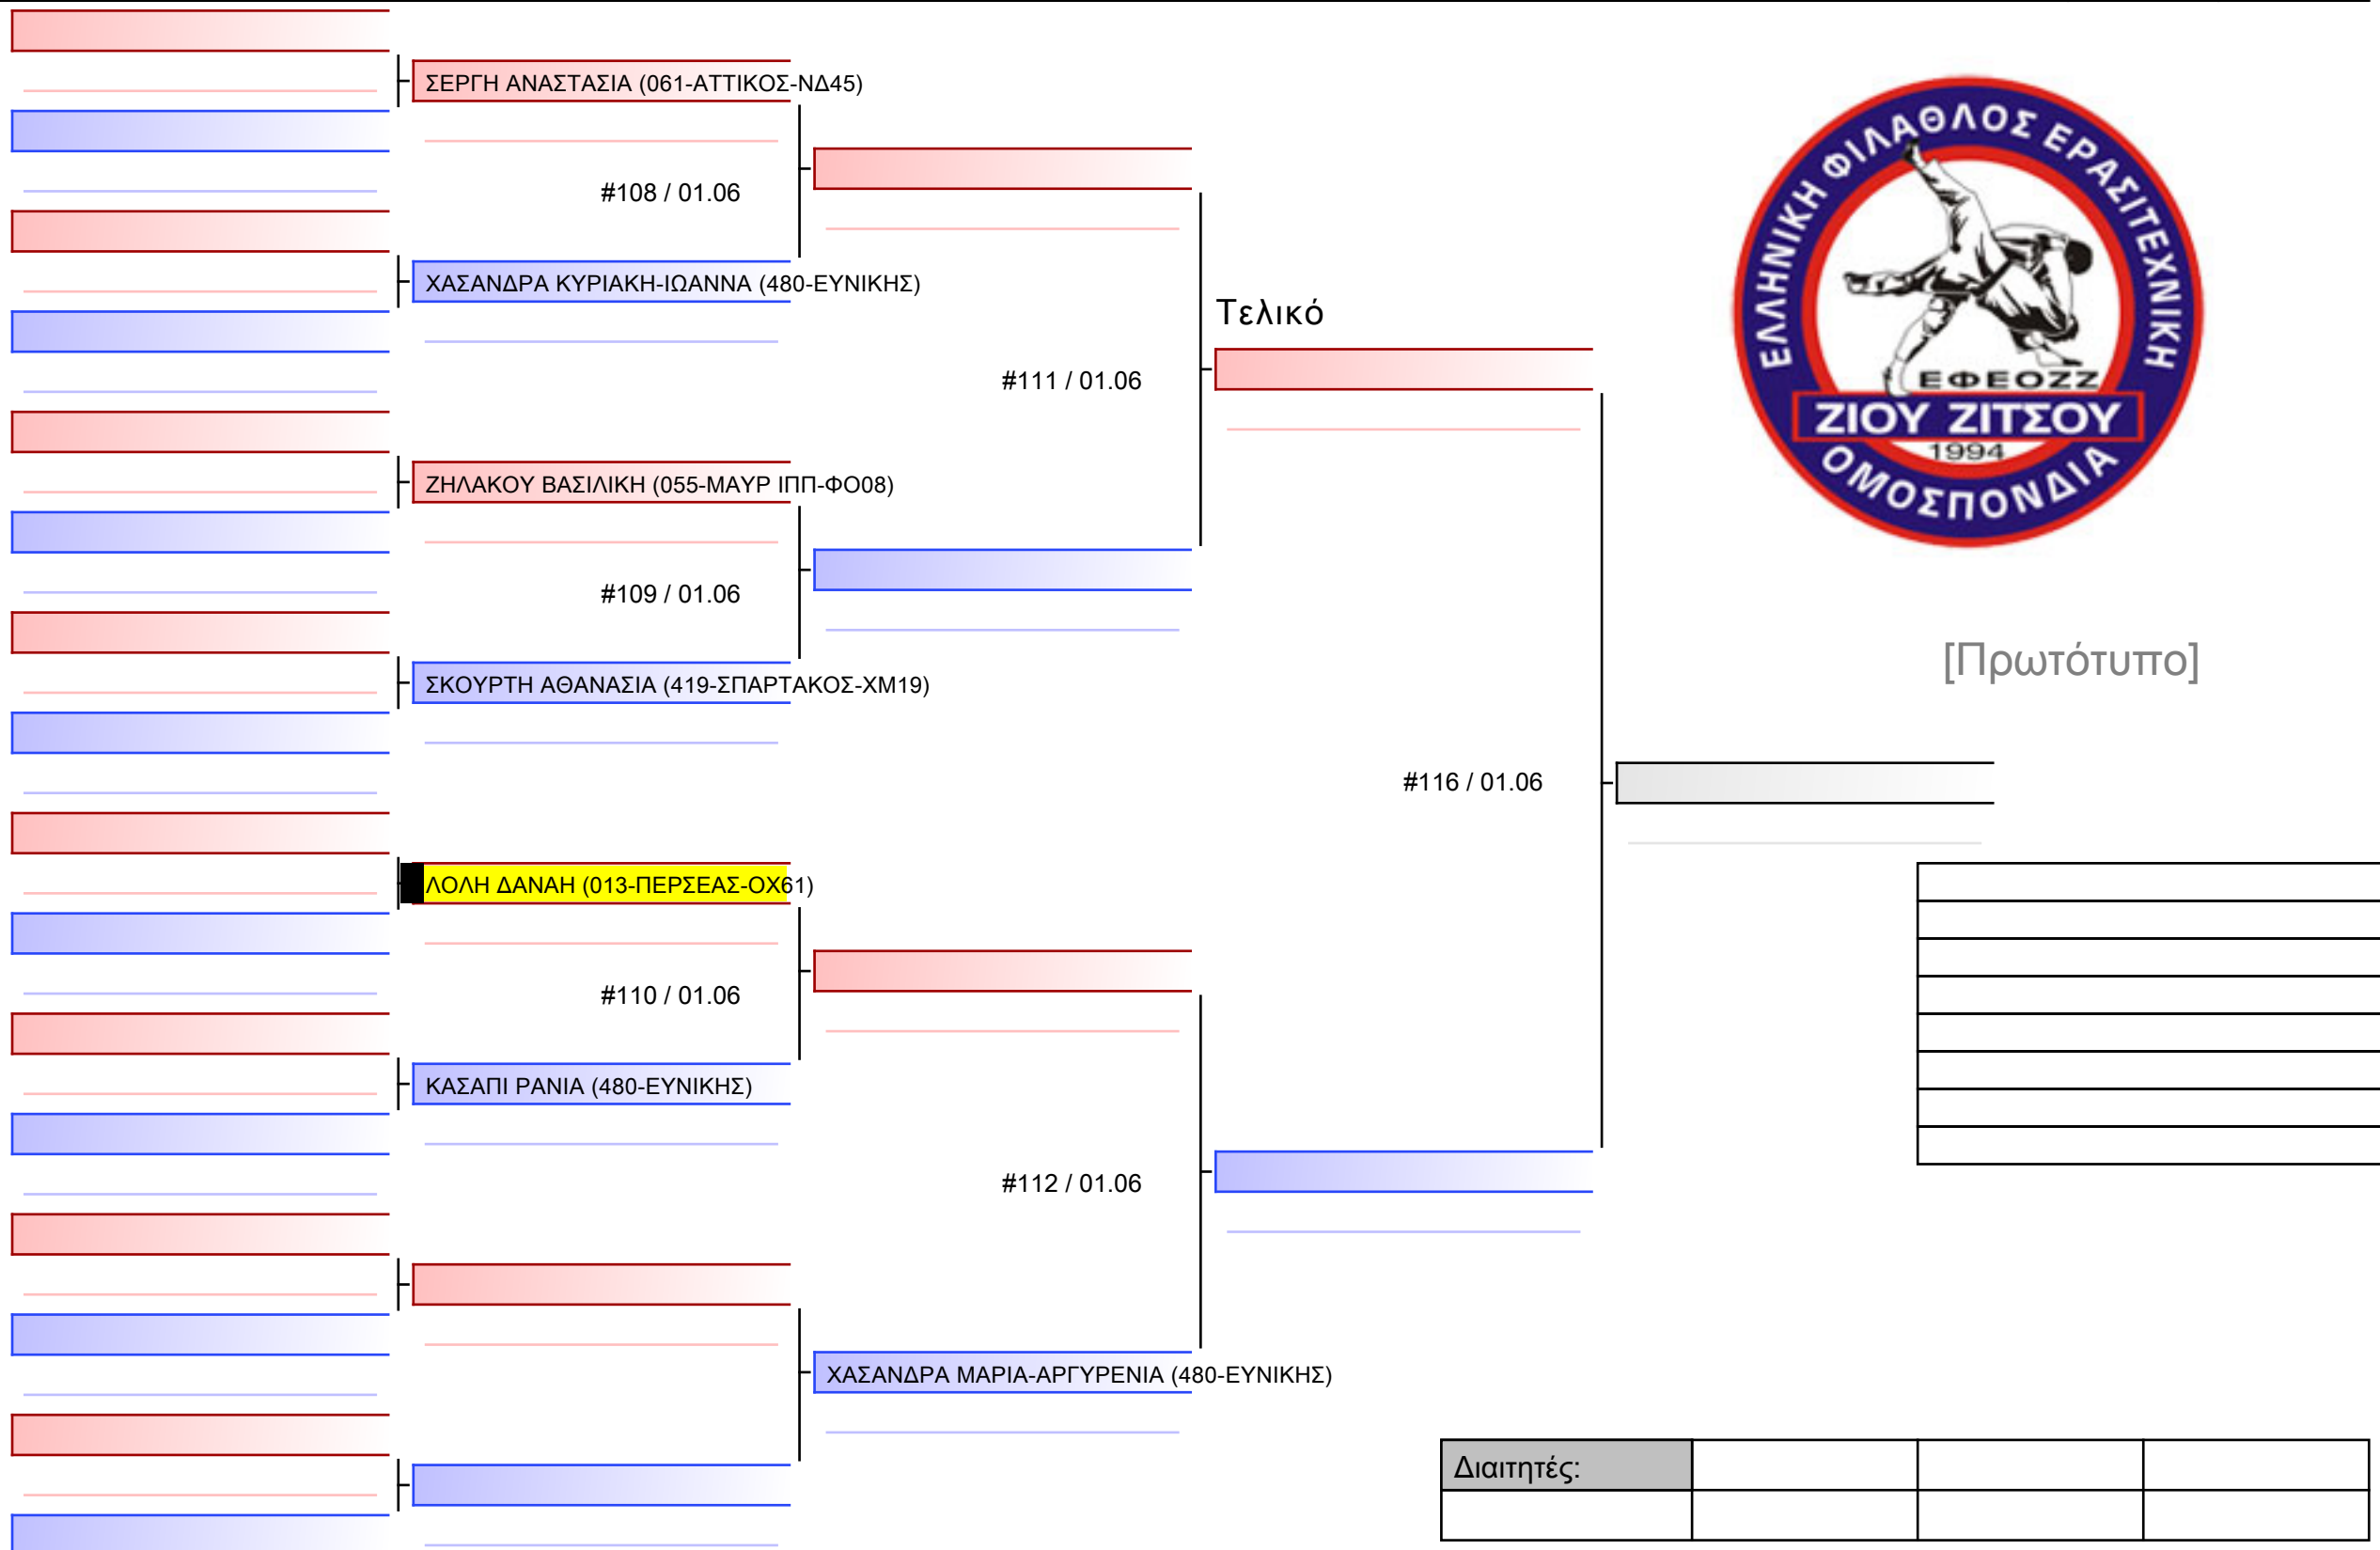 ΣΕΡΓΗ ΑΝΑΣΤΑΣΙΑ (061-ΑΤΤΙΚΟΣ-ΝΔ45)
#108 / 01.06
ΧΑΣΑΝΔΡΑ ΚΥΡΙΑΚΗ-ΙΩΑΝΝΑ (480-ΕΥΝΙΚΗΣ)
ΖΗΛΑΚΟΥ ΒΑΣΙΛΙΚΗ (055-ΜΑΥΡ ΙΠΠ-ΦΟ08)
#109 / 01.06
ΣΚΟΥΡΤΗ ΑΘΑΝΑΣΙΑ (419-ΣΠΑΡΤΑΚΟΣ-ΧΜ19)
ΛΟΛΗ ΔΑΝΑΗ (013-ΠΕΡΣΕΑΣ-ΟΧ61)
#110 / 01.06
ΚΑΣΑΠΙ ΡΑΝΙΑ (480-ΕΥΝΙΚΗΣ)
#111 / 01.06
#112 / 01.06
ΧΑΣΑΝΔΡΑ ΜΑΡΙΑ-ΑΡΓΥΡΕΝΙΑ (480-ΕΥΝΙΚΗΣ)
Τελικό
#116 / 01.06
ΕΛΛΗΝΙΚΗ ΦΙΛΑΘΛΟΣ ΕΡΑΣΙΤΕΧΝΙΚΗ
ΕΦΕΟΖΖ
ΖΙΟΥ ΖΙΤΣΟΥ
1994
ΟΜΟΣΠΟΝΔΙΑ
[Πρωτότυπο]
Διαιτητές: